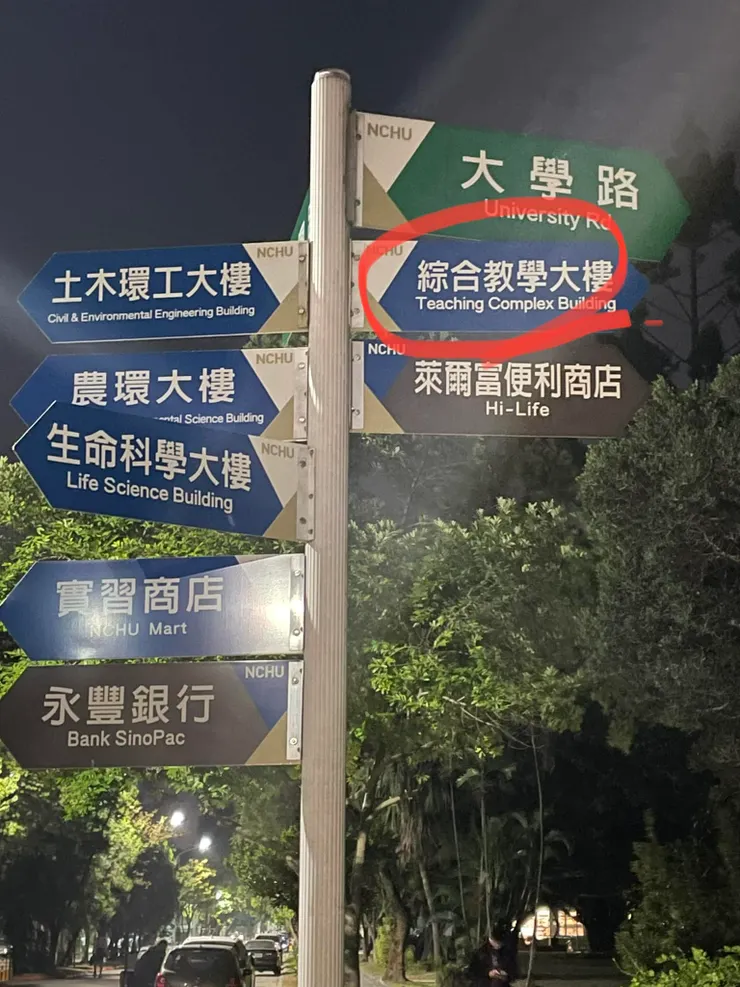 NCHU
大學路
University Rd
NCHU
綜合教學大樓
Teaching Complex Building
NCHU
萊爾富便利商店
Hi-Life
NCHU
土木環工大樓
Civil & Environmental Engineering Building
NCHU
農環大樓
Science Building
NCHU
生命科學大樓
Life Science Building
實習商店
NCHU Mart
NCHU
永豐銀行
Bank SinoPac